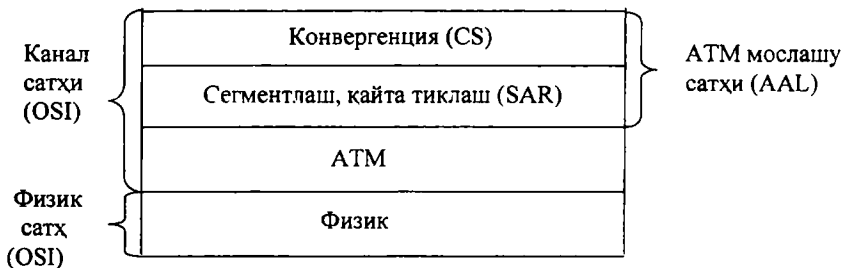 Канал
сатҳи
(OSI)
Конвергенция (CS)
Сегментлаш, қайта тиклаш (SAR)
АТМ мослашу
сатҳи (AAL)
АТМ
Физик
сатҳ
(OSI)
Физик